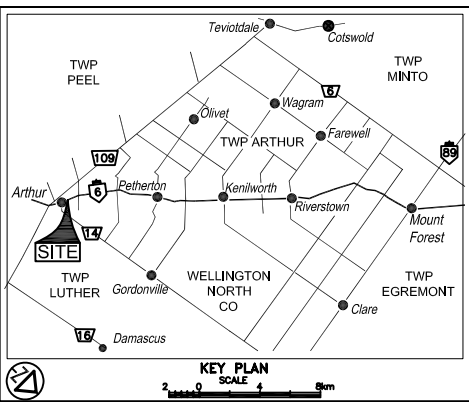 Teviotdale
Cotswold
TWP
PEEL
TWP
MINTO
6
Wagram
Olivet
Farewell
TWP ARTHUR
89
109
Arthur
6
Petherton
Kenilworth
Riverstown
Mount
Forest
14
SITE
TWP
LUTHER
Gordonville
WELLINGTON
NORTH
CO
TWP
EGREMONT
Clare
16
Damascus
KEY PLAN
SCALE
2 0 4 8km